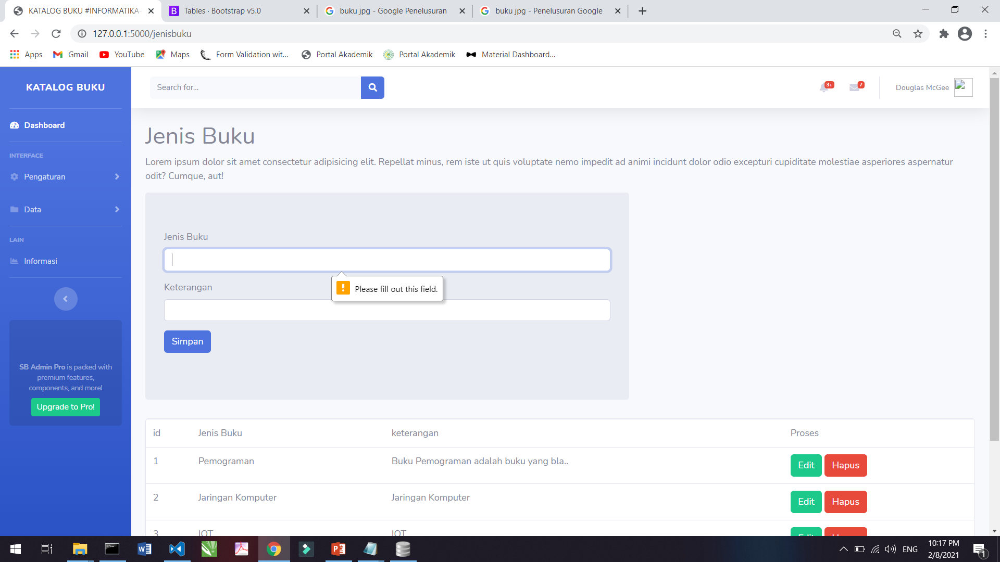 KATALOG BUKU #INFORMATIKA-
Tables · Bootstrap v5.0
buku jpg - Google Penelusuran
buku jpg - Penelusuran Google
127.0.0.1:5000/jenisbuku
Apps
Gmail
YouTube
Maps
Form Validation wit...
Portal Akademik
Portal Akademik
Material Dashboard...
KATALOG BUKU
Search for...
3+
7
Douglas McGee
Dashboard
INTERFACE
Pengaturan
Data
LAIN
Informasi
SB Admin Pro is packed with
premium features,
components, and more!
Upgrade to Pro!
Jenis Buku
Lorem ipsum dolor sit amet consectetur adipisicing elit. Repellat minus, rem iste ut quis voluptate nemo impedit ad animi incidunt dolor odio excepturi cupiditate molestiae asperiores aspernatur
odit? Cumque, aut!
Jenis Buku
Please fill out this field.
Keterangan
Simpan
id Jenis Buku keterangan Proses
1 Pemograman Buku Pemograman adalah buku yang bla.. Edit Hapus
2 Jaringan Komputer Jaringan Komputer Edit Hapus
3 IOT IOT Edit Hapus
ENG
10:17 PM
2/8/2021
1